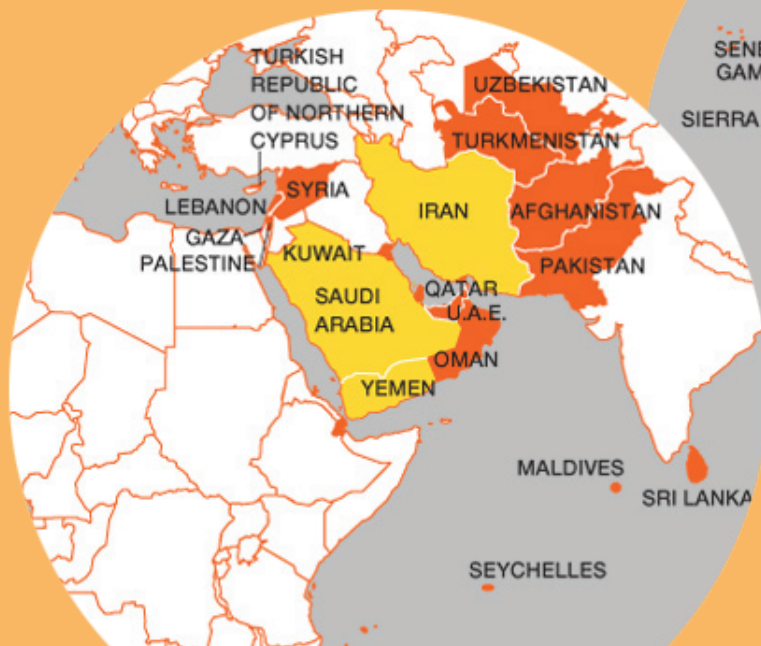 TURKISH
REPUBLIC
OF NORTHERN
CYPRUS
UZBEKISTAN
TURKMENISTAN
SYRIA
LEBANON
IRAN
AFGHANISTAN
GAZA
PALESTINE
KUWAIT
PAKISTAN
QATAR
SAUDI
ARABIA
U.A.E.
OMAN
YEMEN
MALDIVES
SRI LANKA
SEYCHELLES
SENE
GAM
SIERRA